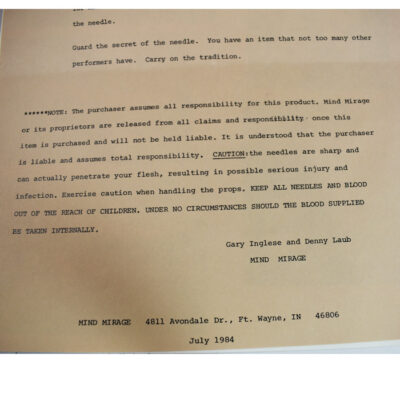 the needle.
Guard the secret of the needle. You have an item that not too many other
performers have. Carry on the tradition.
******NOTE: The purchaser assumes all responsibility for this product. Mind Mirage
or its proprietors are released from all claims and responsibility once this
item is purchased and will not be held liable. It is understood that the purchaser
is liable and assumes total responsibility. CAUTION:the needles are sharp and
can actually penetrate your flesh, resulting in possible serious injury and
infection. Exercise caution when handling the props. KEEP ALL NEEDLES AND BLOOD
OUT OF THE REACH OF CHILDREN. UNDER NO CIRCUMSTANCES SHOULD THE BLOOD SUPPLIED
BE TAKEN INTERNALLY.
Gary Inglese and Denny Laub
MIND MIRAGE
MIND MIRAGE 4811 Avondale Dr., Ft. Wayne, IN 46806
July 1984